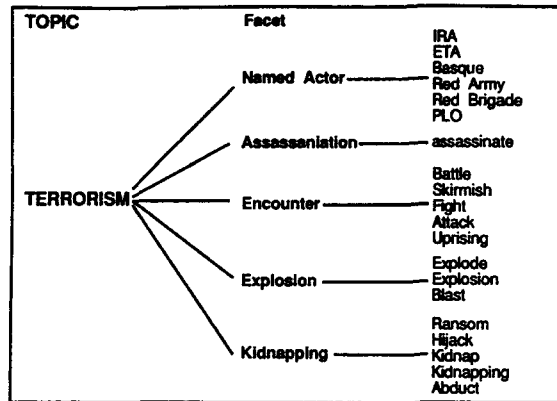 TOPIC Facet
IRA
ETA
Basque
Named Actor Red Army
Red Brigade
PLO
Assassaniation assassinate
Battle
Skirmish
TERRORISM Encounter Fight
Attack
Uprising
Explode
Explosion Explosion
Blast
Ransom
Hijack
Kidnapping Kidnap
Kidnapping
Abduct